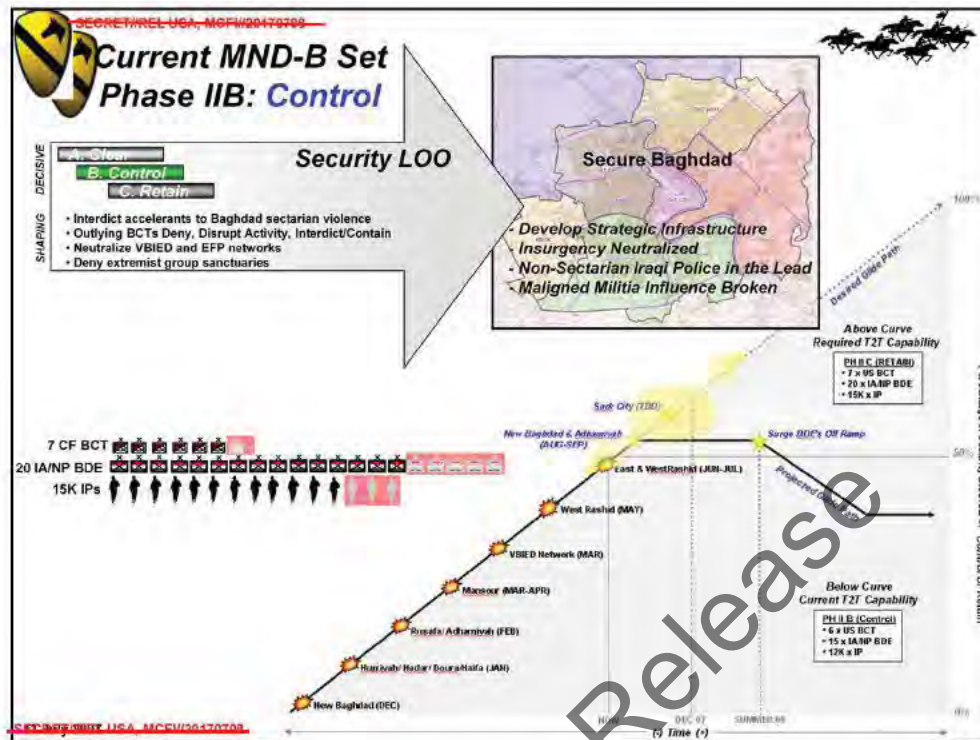 SECRET//REL USA, MCFI//20170709
Current MND-B Set
Phase IIB: Control
DECISIVE
SHAPING
A. Clear
B. Control
C. Retain
Security LOO
• Interdict accelerants to Baghdad sectarian violence
• Outlying BCTs Deny, Disrupt Activity, Interdict/Contain
• Neutralize VBIED and EFP networks
• Deny extremist group sanctuaries
Secure Baghdad
- Develop Strategic Infrastructure
- Insurgency Neutralized
- Non-Sectarian Iraqi Police in the Lead
- Maligned Militia Influence Broken
100%
Desired Glide Path
Above Curve
Required T2T Capability
PH II C (RETAIN)
• 7 x US BCT
• 20 x IA/NP BDE
• 15K x IP
Sadr City (TBD)
New Baghdad & Adhamiyah
(AUG-SEP)
Surge BDE's Off Ramp
7 CF BCT
20 IA/NP BDE
15K IPs
50%
East & West Rashid (JUN-JUL)
Projected Glide Path
West Rashid (MAY)
VBIED Network (MAR)
Mansour (MAR-APR)
Rusafa/ Adhamiyah (FEB)
Hurriyah/ Hadar/ Doura/Haifa (JAN)
New Baghdad (DEC)
Below Curve
Current T2T Capability
PH II B (Control)
• 6 x US BCT
• 15 x IA/NP BDE
• 12K x IP
Release
0%
NOW
DEC 07
SUMMER 08
(-) Time (+)